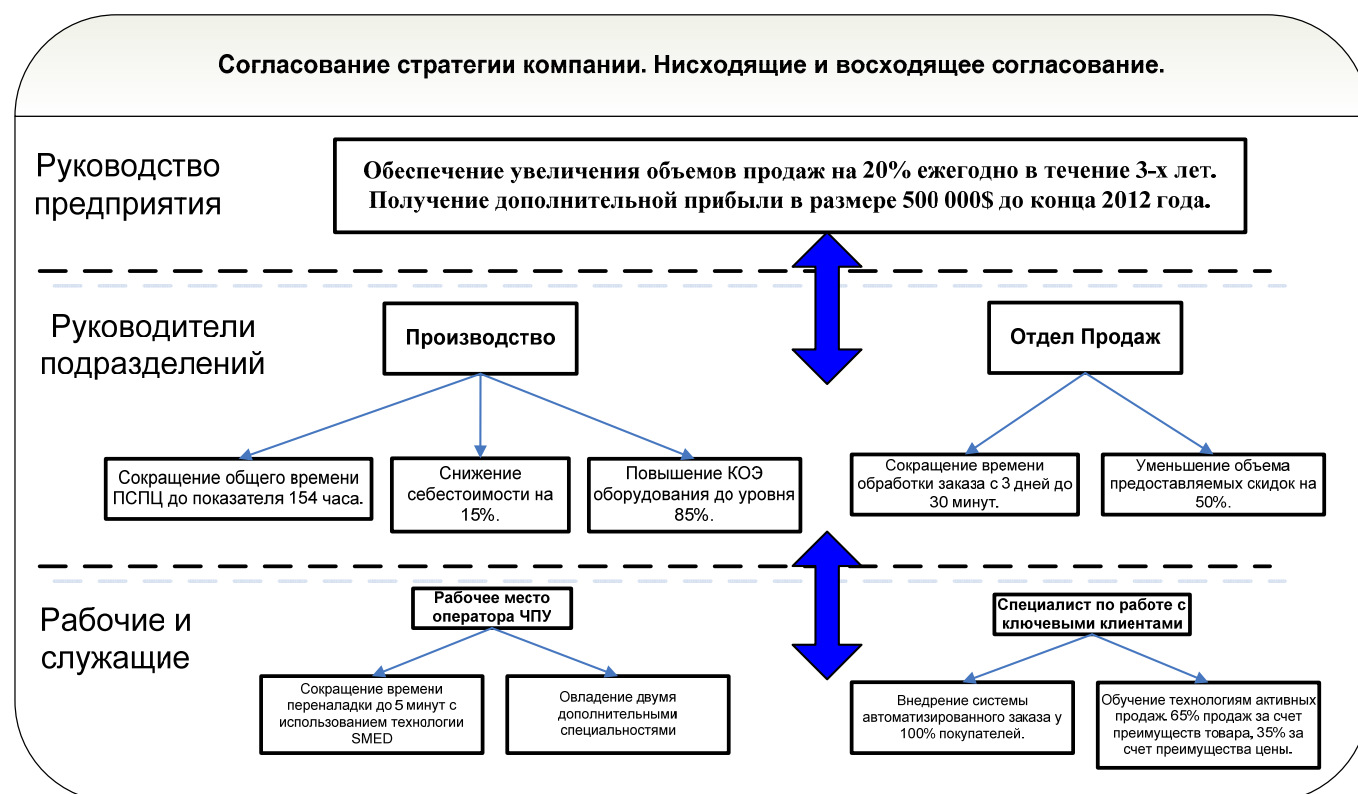 Согласование стратегии компании. Нисходящие и восходящее согласование.
Руководство
предприятия
Обеспечение увеличения объемов продаж на 20% ежегодно в течение 3-х лет.
Получение дополнительной прибыли в размере 500 000$ до конца 2012 года.
Руководители
подразделений
Производство
Отдел Продаж
Сокращение общего времени
ПСПЦ до показателя 154 часа.
Снижение
себестоимости на
15%.
Повышение КОЭ
оборудования до уровня
85%.
Сокращение времени
обработки заказа с 3 дней до
30 минут.
Уменьшение объема
предоставляемых скидок на
50%.
Рабочие и
служащие
Рабочее место
оператора ЧПУ
Специалист по работе с
ключевыми клиентами
Сокращение времени
переналадки до 5 минут с
использованием технологии
SMED
Овладение двумя
дополнительными
специальностями
Внедрение системы
автоматизированного заказа у
100% покупателей.
Обучение технологиям активных
продаж. 65% продаж за счет
преимуществ товара, 35% за
счет преимущества цены.